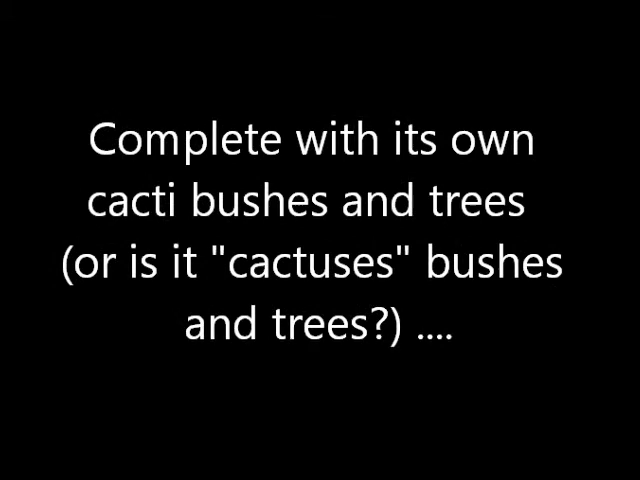 Complete with its own
cacti bushes and trees
(or is it "cactuses" bushes
and trees?) ....